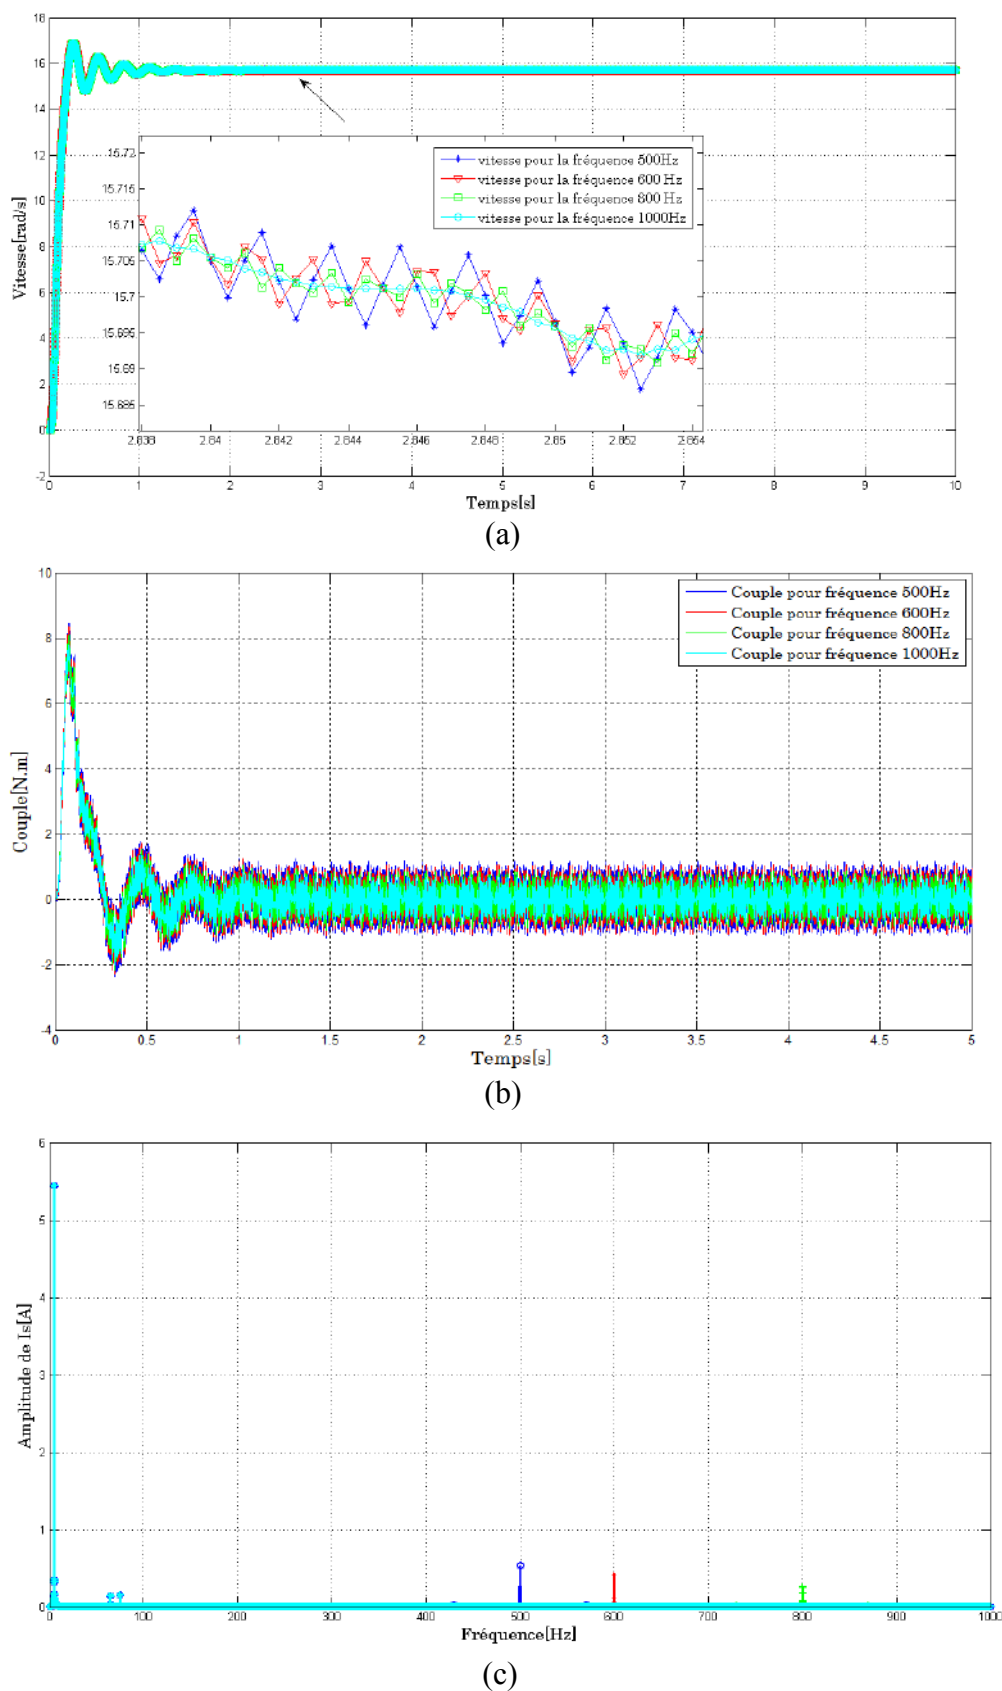 18
16
14
12
10
8
6
4
2
0
-2
Vitesse[rad/s]
15.72
15.715
15.71
15.705
15.7
15.695
15.69
15.685
vitesse pour la fréquence 500Hz
vitesse pour la fréquence 600 Hz
vitesse pour la fréquence 800 Hz
vitesse pour la fréquence 1000Hz
2.838 2.84 2.842 2.844 2.846 2.848 2.85 2.852 2.854
0 1 2 3 4 5 6 7 8 9 10
Temps[s]
(a)
10
8
6
4
2
0
-2
-4
Couple[N.m]
Couple pour fréquence 500Hz
Couple pour fréquence 600Hz
Couple pour fréquence 800Hz
Couple pour fréquence 1000Hz
0 0.5 1 1.5 2 2.5 3 3.5 4 4.5 5
Temps[s]
(b)
6
5
4
3
2
1
0
Amplitude de Is[A]
0 100 200 300 400 500 600 700 800 900 1000
Fréquence[Hz]
(c)